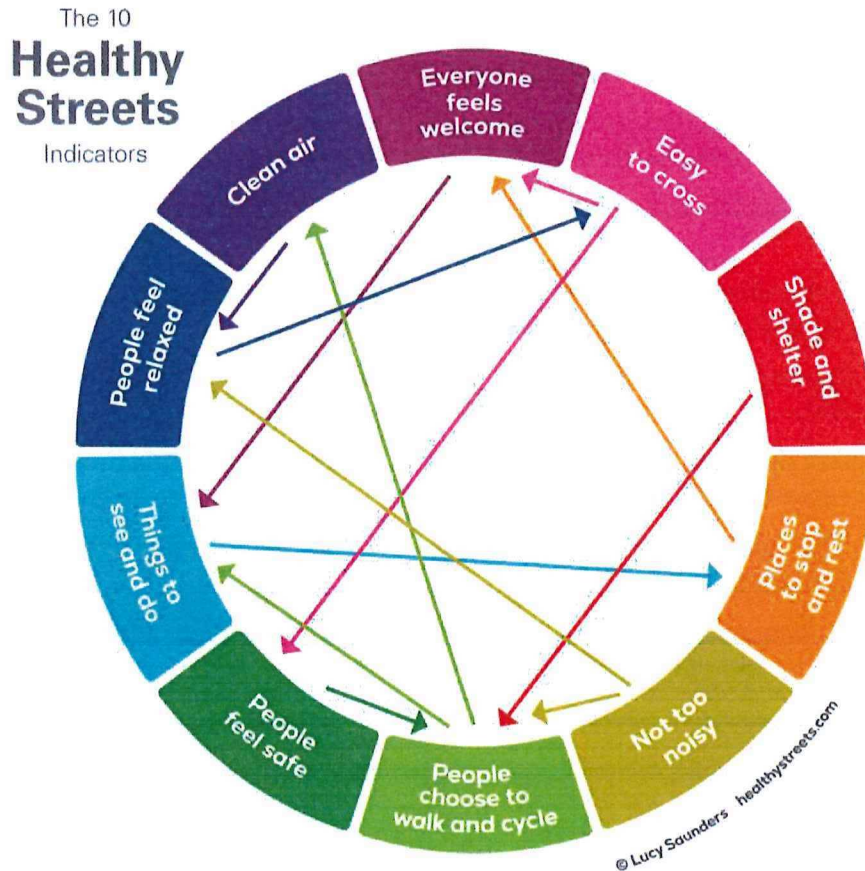 The 10
Healthy
Streets
Indicators
Everyone
feels
welcome
Easy
to cross
Shade and
shelter
Places
to stop
and rest
Not too
noisy
People
choose to
walk and cycle
People
feel safe
Things to
see and do
People feel
relaxed
Clean air
© Lucy Saunders healthystreets.com